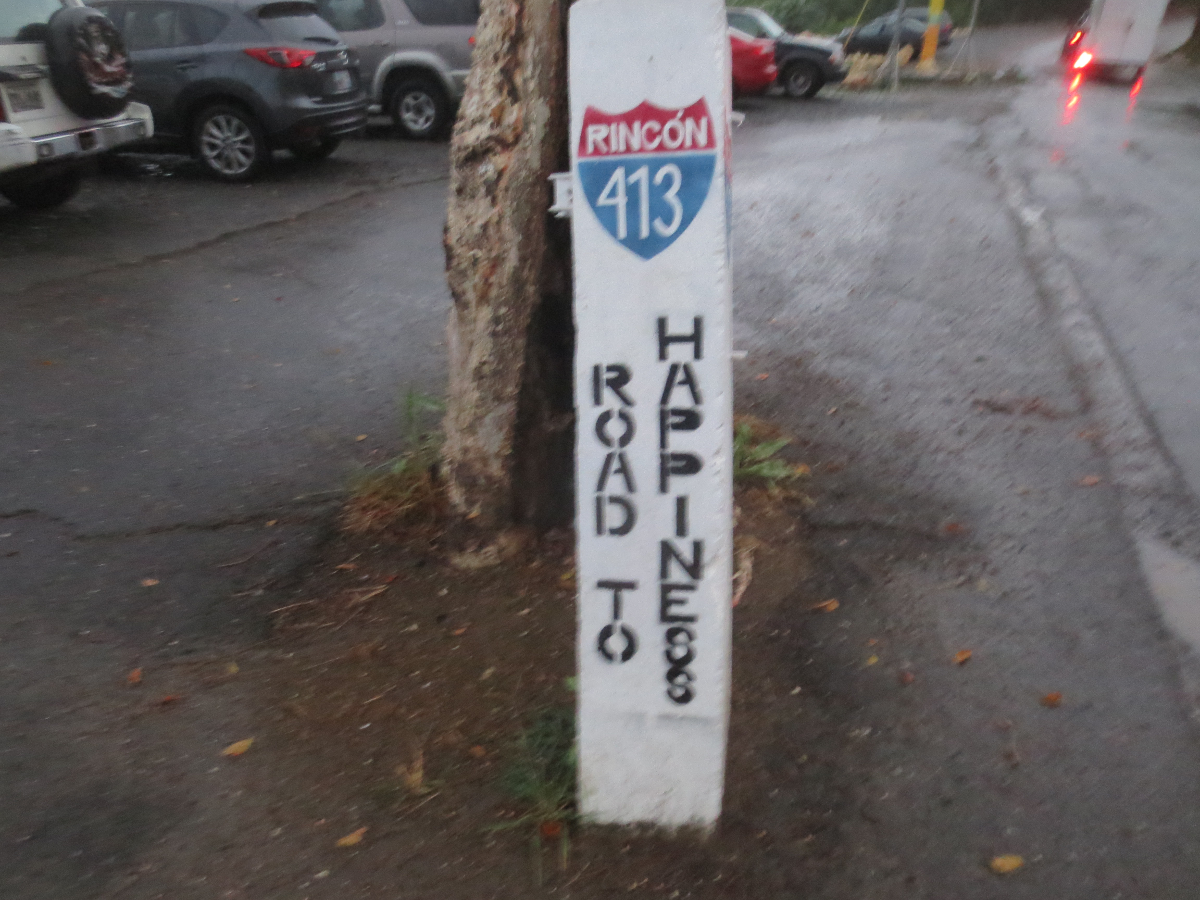 RINCÓN
413
ROAD TO
HAPPINESS